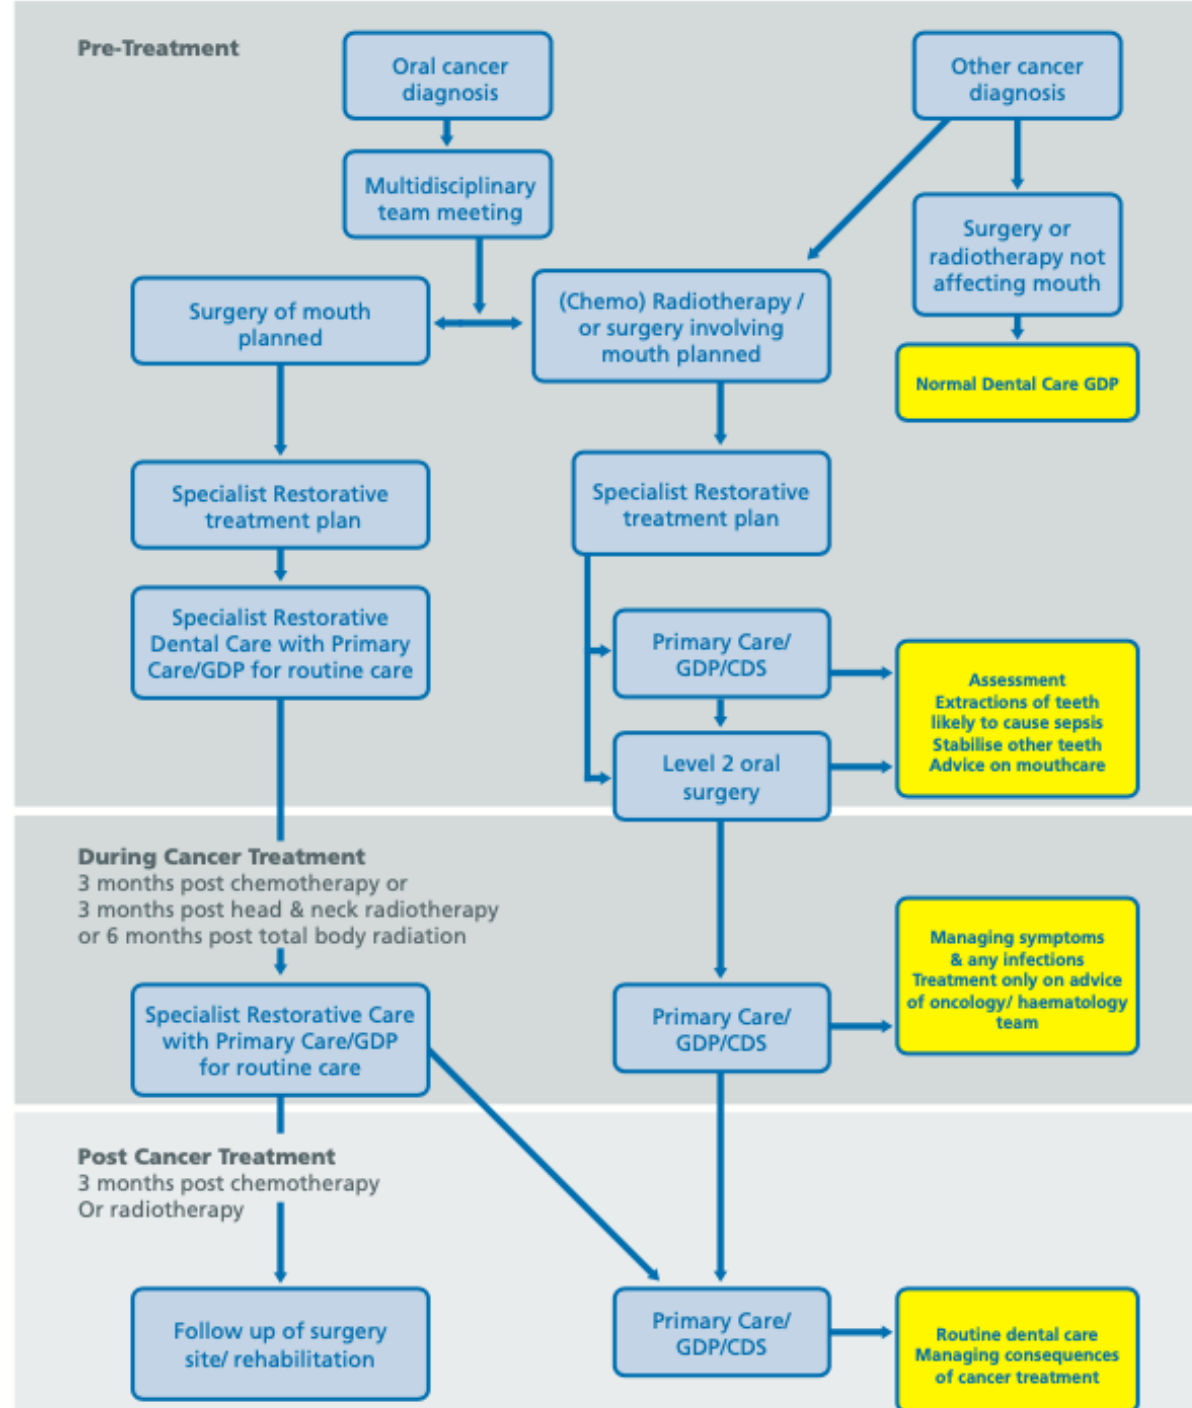 Pre-Treatment
Oral cancer
diagnosis
Other cancer
diagnosis
Multidisciplinary
team meeting
Surgery or
radiotherapy not
affecting mouth
Surgery of mouth
planned
(Chemo) Radiotherapy /
or surgery involving
mouth planned
Normal Dental Care GDP
Specialist Restorative
treatment plan
Specialist Restorative
treatment plan
Specialist Restorative
Dental Care with Primary
Care/GDP for routine care
Primary Care/
GDP/CDS
Assessment
Extractions of teeth
likely to cause sepsis
Stabilise other teeth
Advice on mouthcare
Level 2 oral
surgery
During Cancer Treatment
3 months post chemotherapy or
3 months post head & neck radiotherapy
or 6 months post total body radiation
Managing symptoms
& any infections
Treatment only on advice
of oncology/ haematology
team
Specialist Restorative Care
with Primary Care/GDP
for routine care
Primary Care/
GDP/CDS
Post Cancer Treatment
3 months post chemotherapy
Or radiotherapy
Follow up of surgery
site/ rehabilitation
Primary Care/
GDP/CDS
Routine dental care
Managing consequences
of cancer treatment